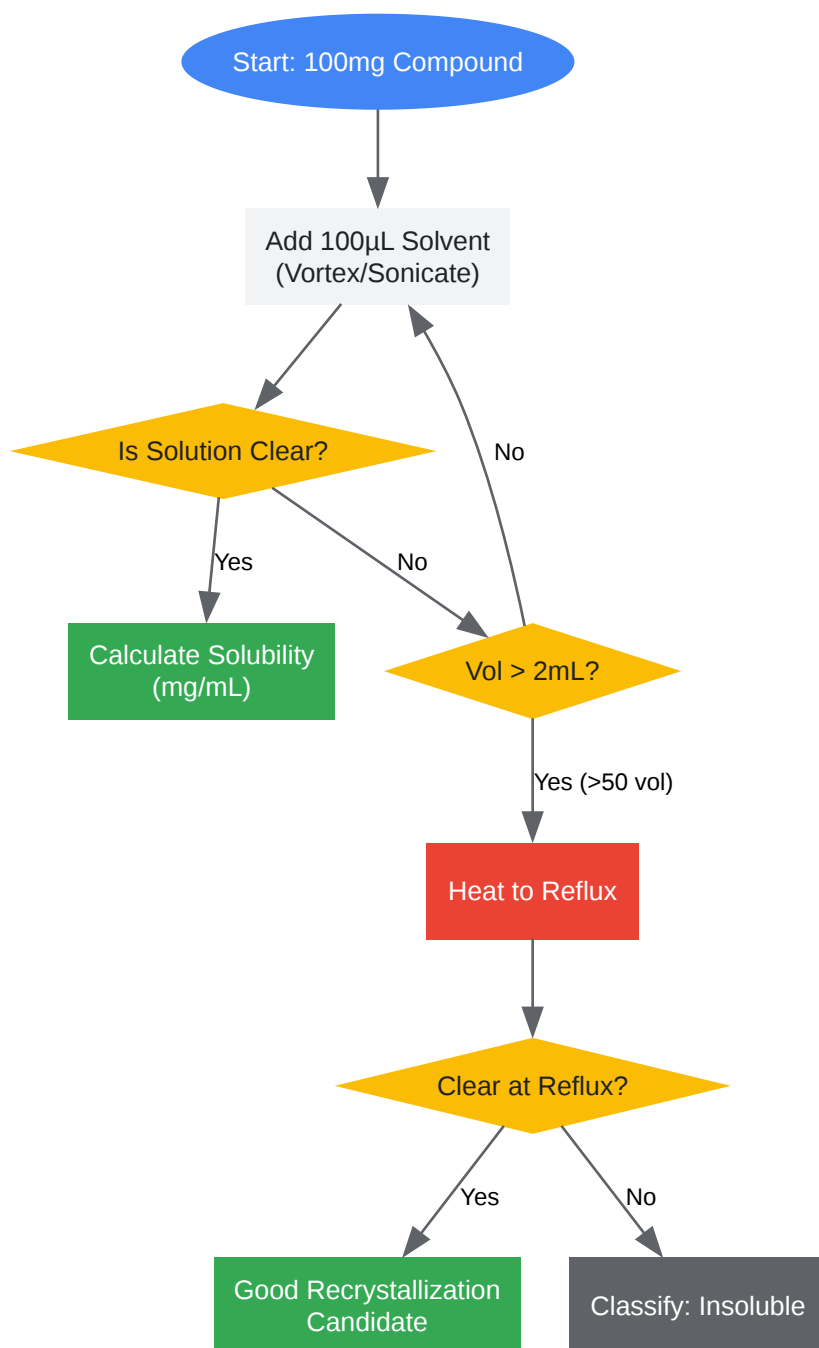 Start: 100mg Compound
Add 100µL Solvent
(Vortex/Sonicate)
Is Solution Clear?
No
Yes
No
Calculate Solubility
(mg/mL)
Vol > 2mL?
Yes (>50 vol)
Heat to Reflux
Clear at Reflux?
Yes
No
Good Recrystallization
Candidate
Classify: Insoluble